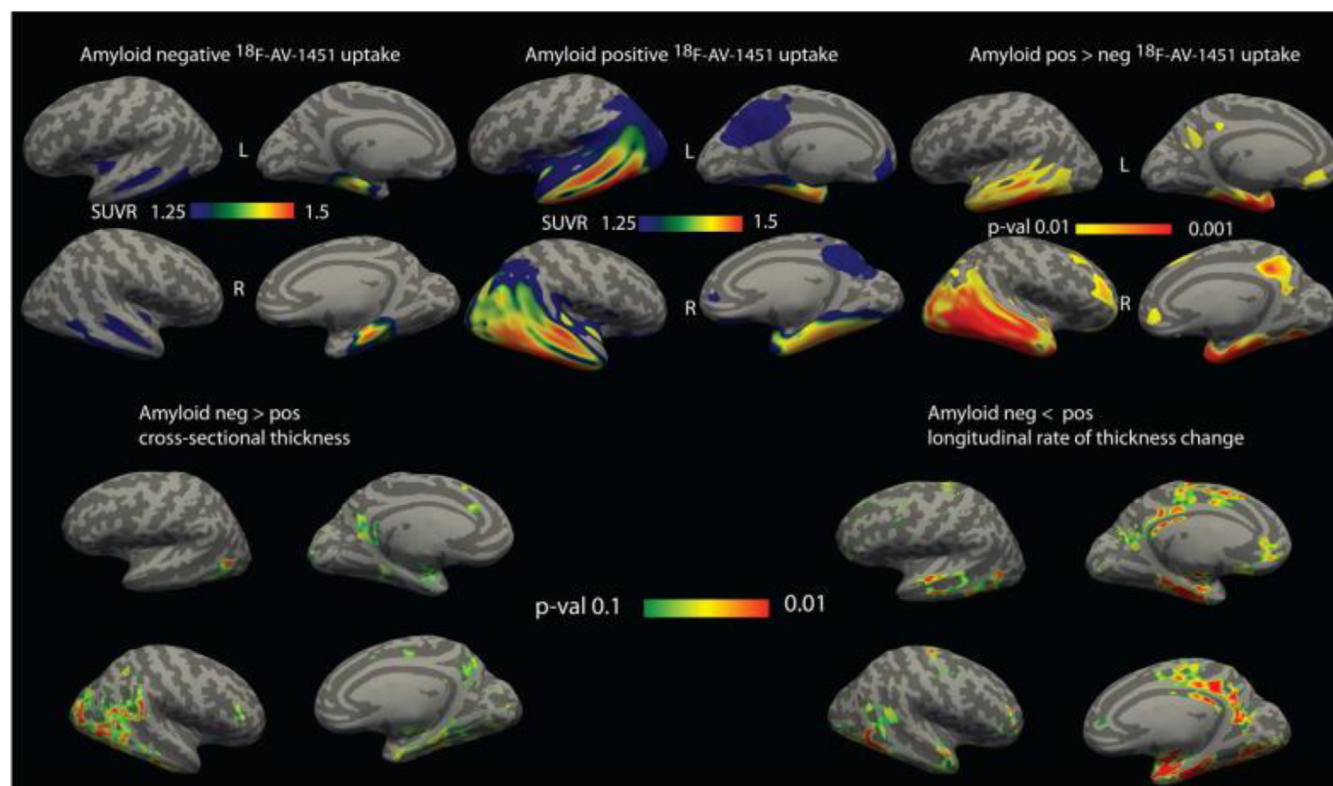 Amyloid negative ¹⁸F-AV-1451 uptake
Amyloid positive ¹⁸F-AV-1451 uptake
Amyloid pos > neg ¹⁸F-AV-1451 uptake
L
L
L
SUVR 1.25 1.5
SUVR 1.25 1.5
p-val 0.01 0.001
R
R
R
Amyloid neg > pos
cross-sectional thickness
Amyloid neg < pos
longitudinal rate of thickness change
p-val 0.1 0.01